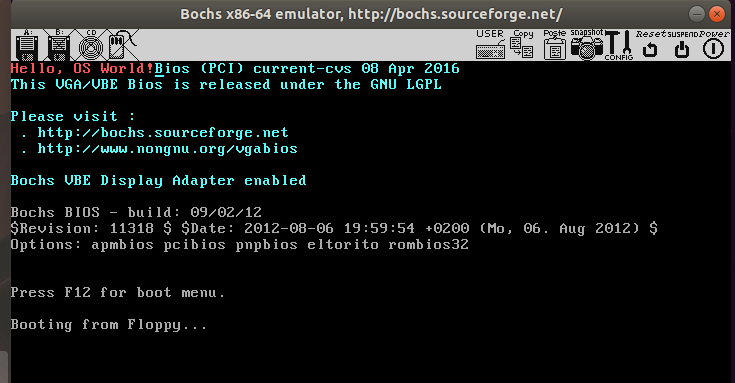 Bochs x86-64 emulator, http://bochs.sourceforge.net/
A: B: CD USER Copy Paste snapshot CONFIG Reset SUSPEND Power
Hello, OS World!Bios (PCI) current-cvs 08 Apr 2016
This VGA/VBE Bios is released under the GNU LGPL
Please visit :
. http://bochs.sourceforge.net
. http://www.nongnu.org/vgabios
Bochs VBE Display Adapter enabled
Bochs BIOS - build: 09/02/12
$Revision: 11318 $ $Date: 2012-08-06 19:59:54 +0200 (Mo, 06. Aug 2012) $
Options: apmbios pcibios pnpbios eltorito rombios32
Press F12 for boot menu.
Booting from Floppy...